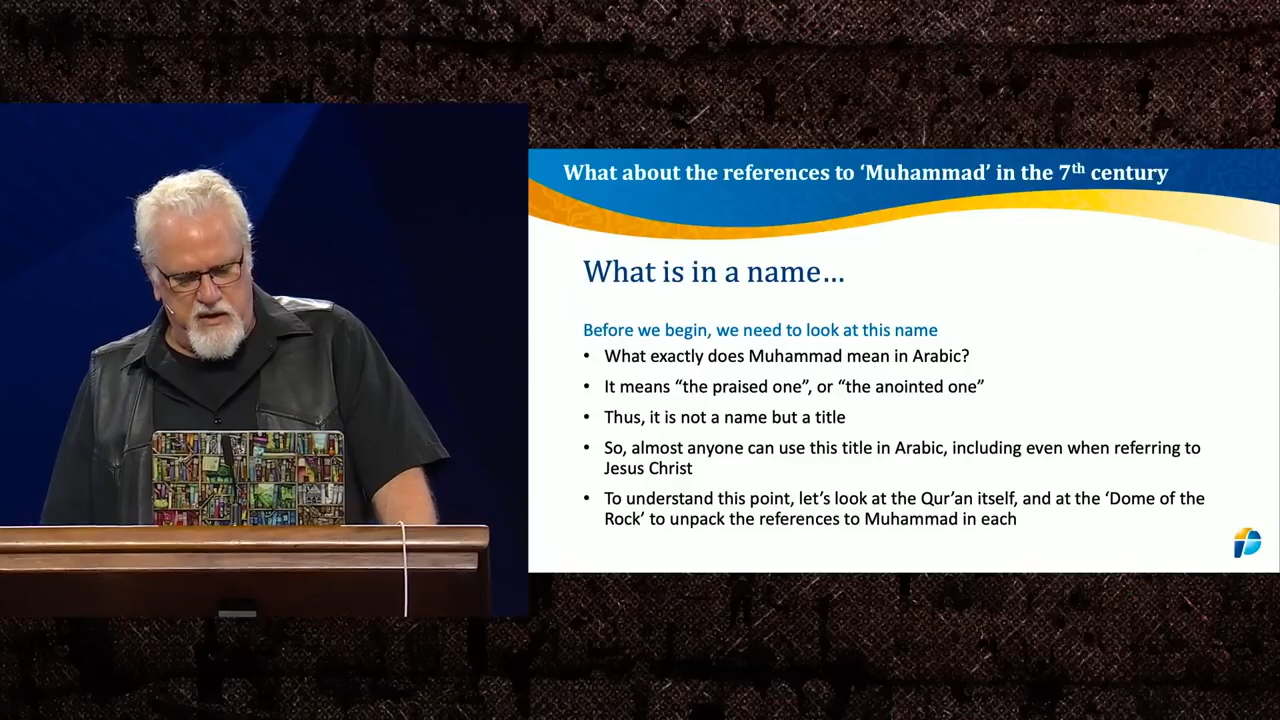 What about the references to ‘Muhammad’ in the 7th century
What is in a name…
Before we begin, we need to look at this name
• What exactly does Muhammad mean in Arabic?
• It means “the praised one”, or “the anointed one”
• Thus, it is not a name but a title
• So, almost anyone can use this title in Arabic, including even when referring to
Jesus Christ
• To understand this point, let’s look at the Qur’an itself, and at the ‘Dome of the
Rock’ to unpack the references to Muhammad in each